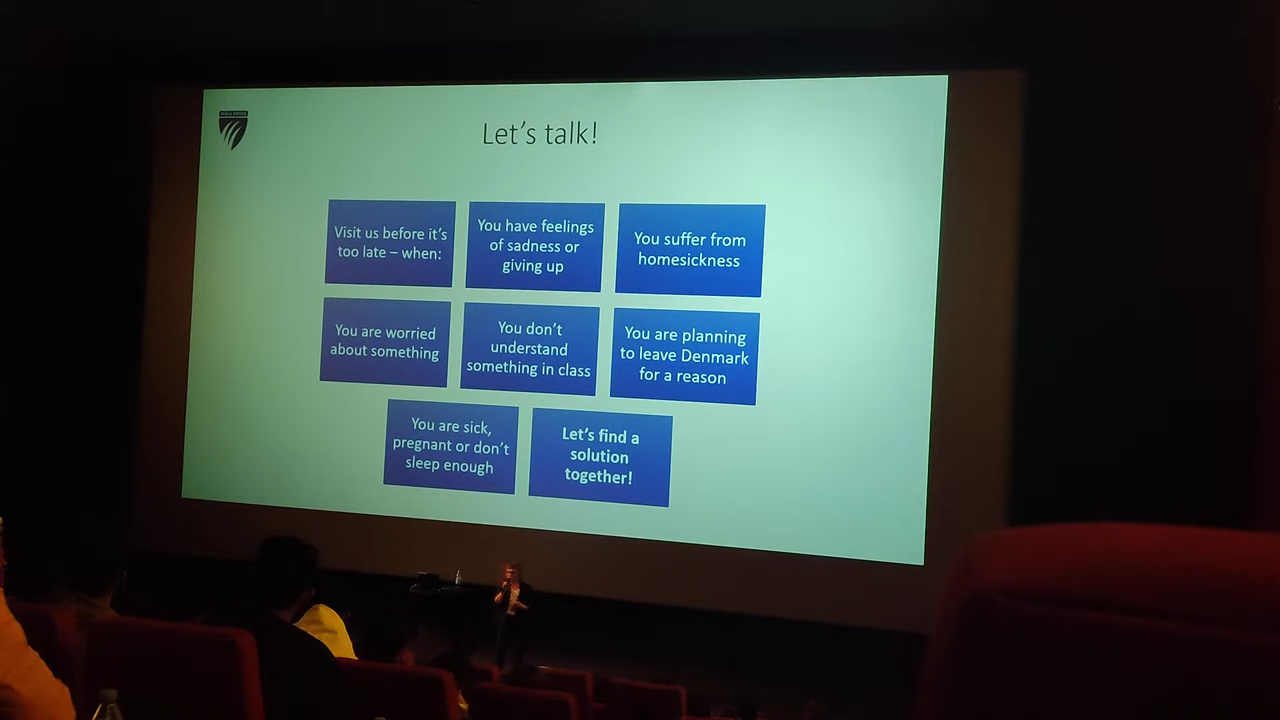 Let's talk!
Visit us before it's
too late – when:
You have feelings
of sadness or
giving up
You suffer from
homesickness
You are worried
about something
You don't
understand
something in class
You are planning
to leave Denmark
for a reason
You are sick,
pregnant or don't
sleep enough
Let's find a
solution
together!